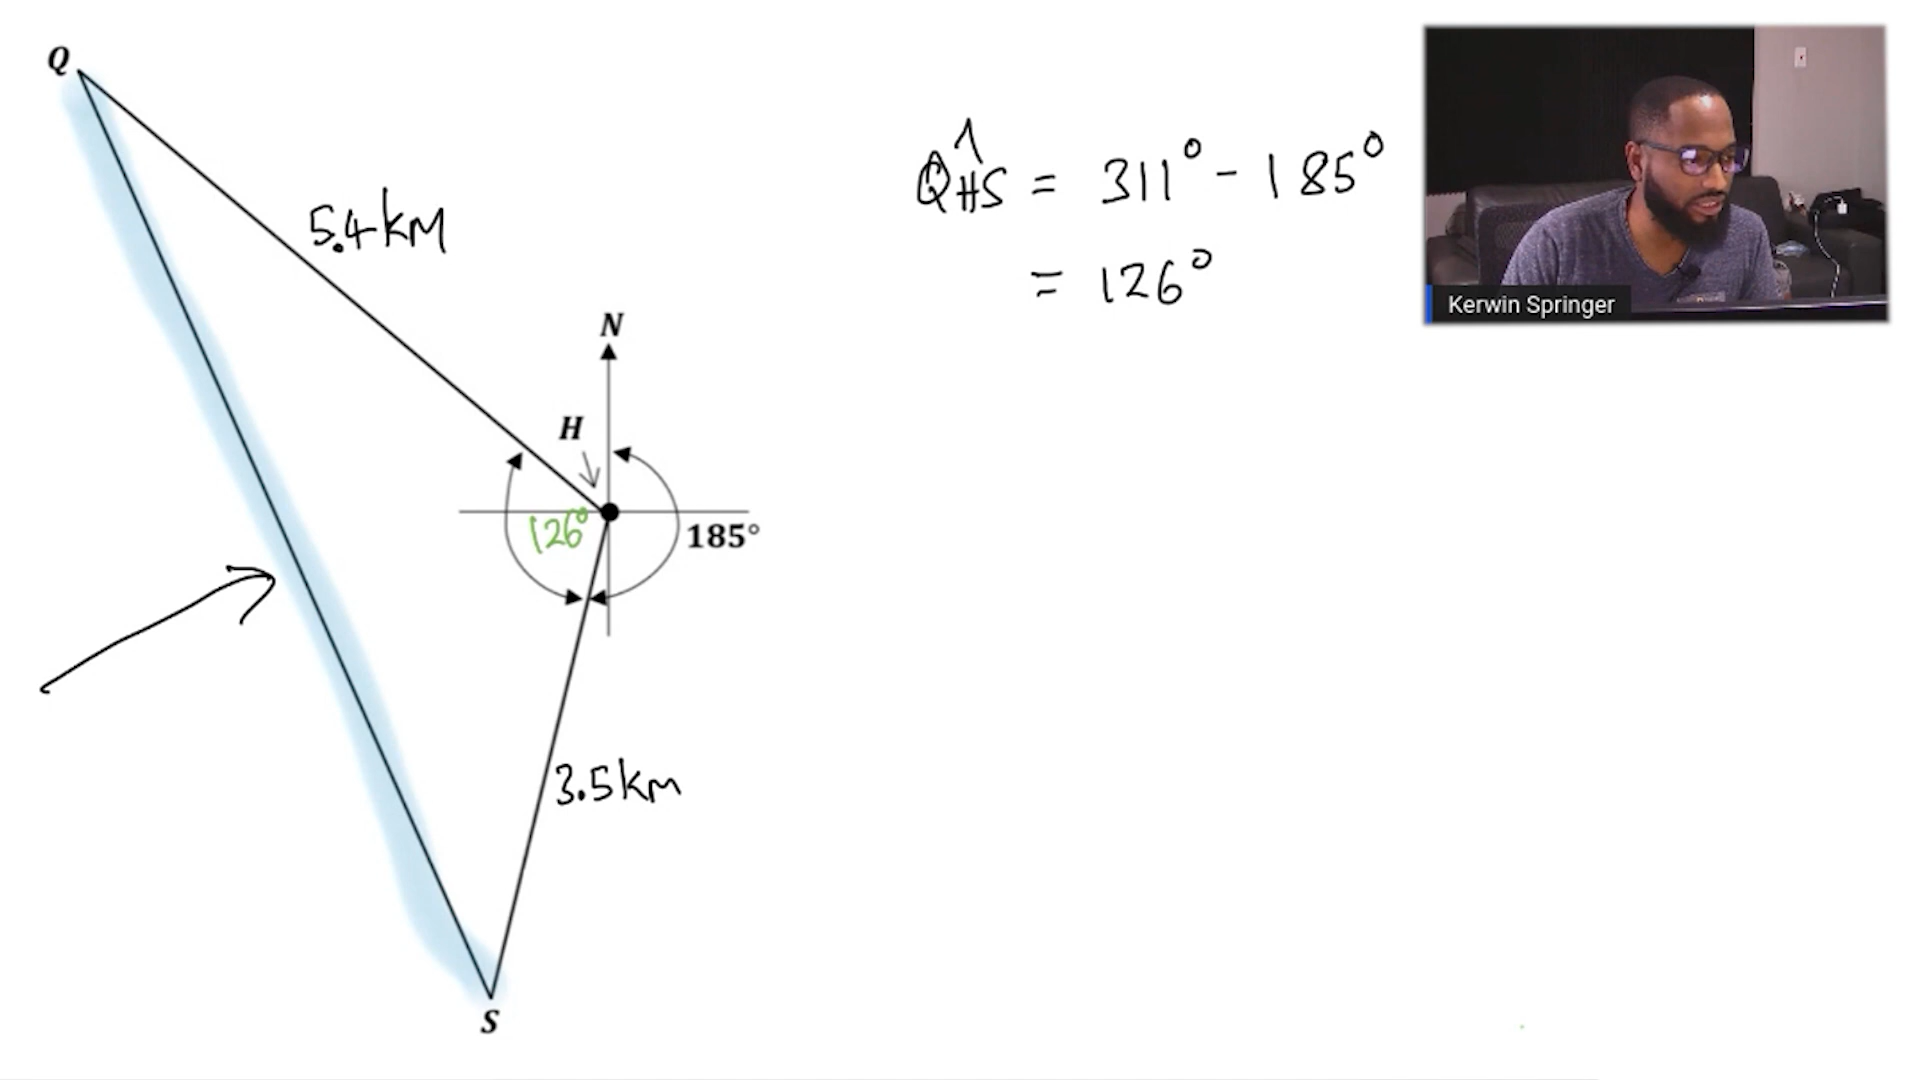 Q
5.4km
N
H
126°
185°
3.5km
S
QĤS = 311° - 185°
= 126°
Kerwin Springer